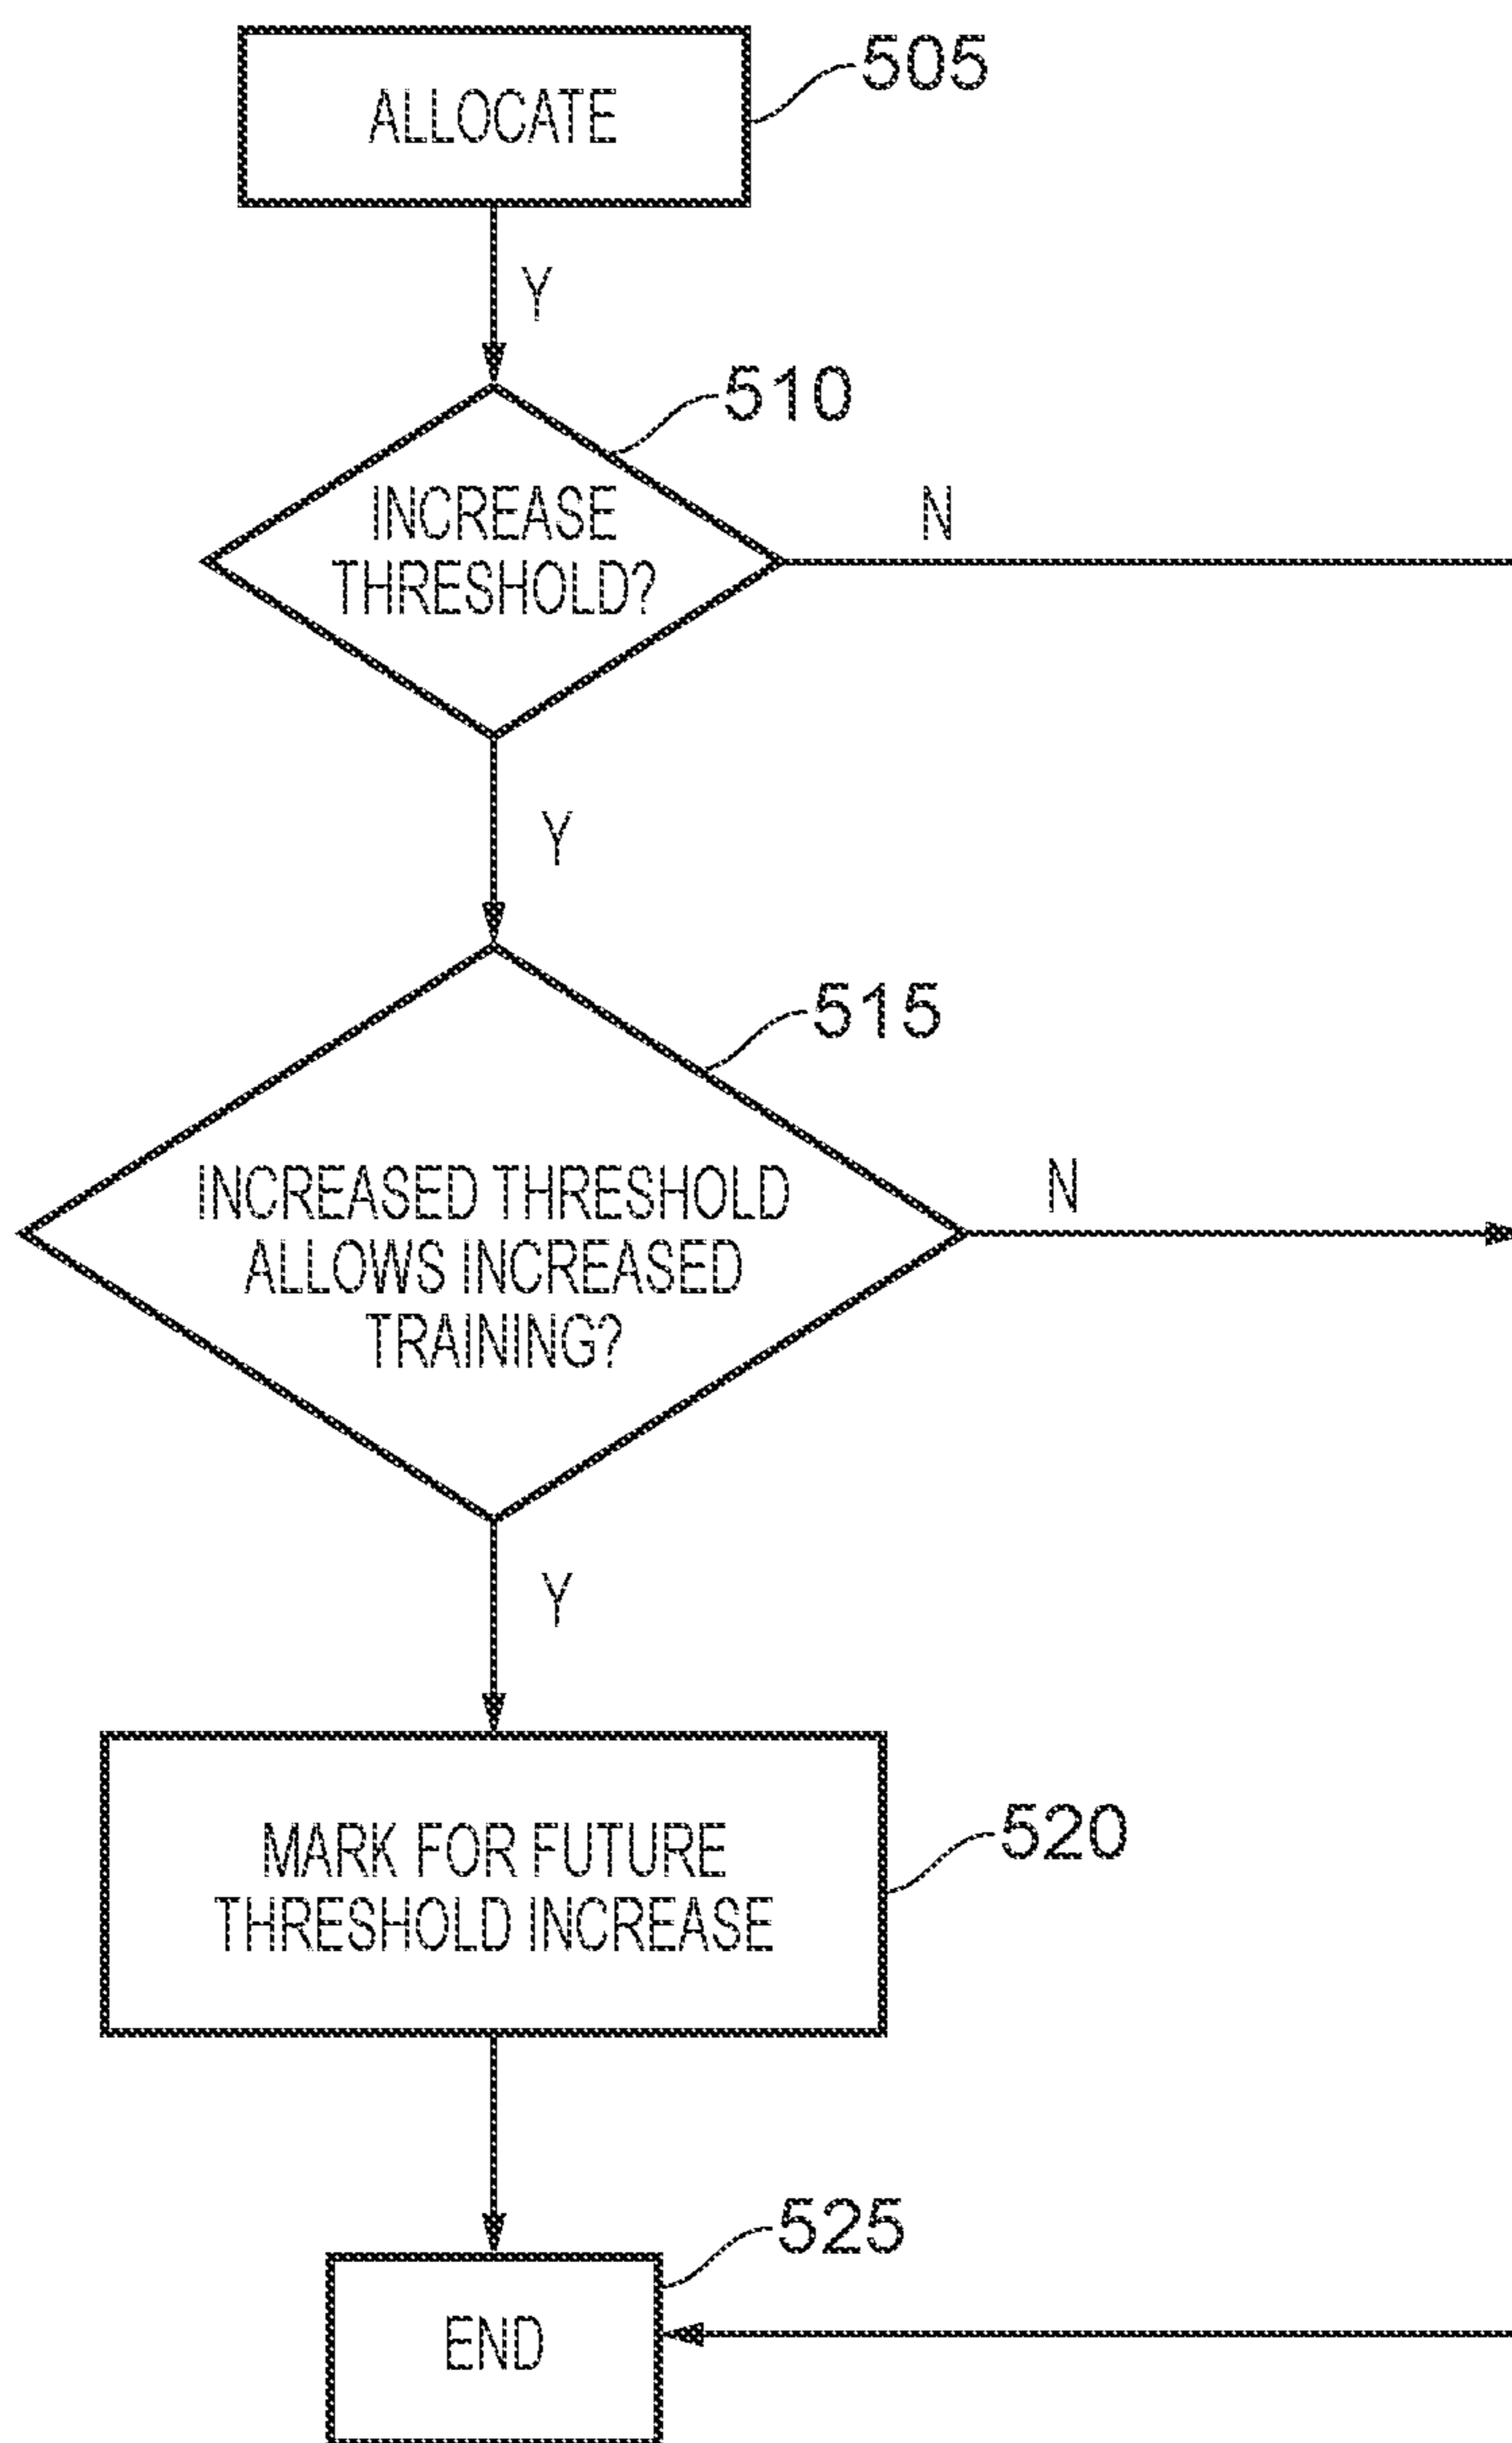 ALLOCATE
505
Y
510
INCREASE
THRESHOLD?
N
Y
515
INCREASED THRESHOLD
ALLOWS INCREASED
TRAINING?
N
Y
520
MARK FOR FUTURE
THRESHOLD INCREASE
525
END